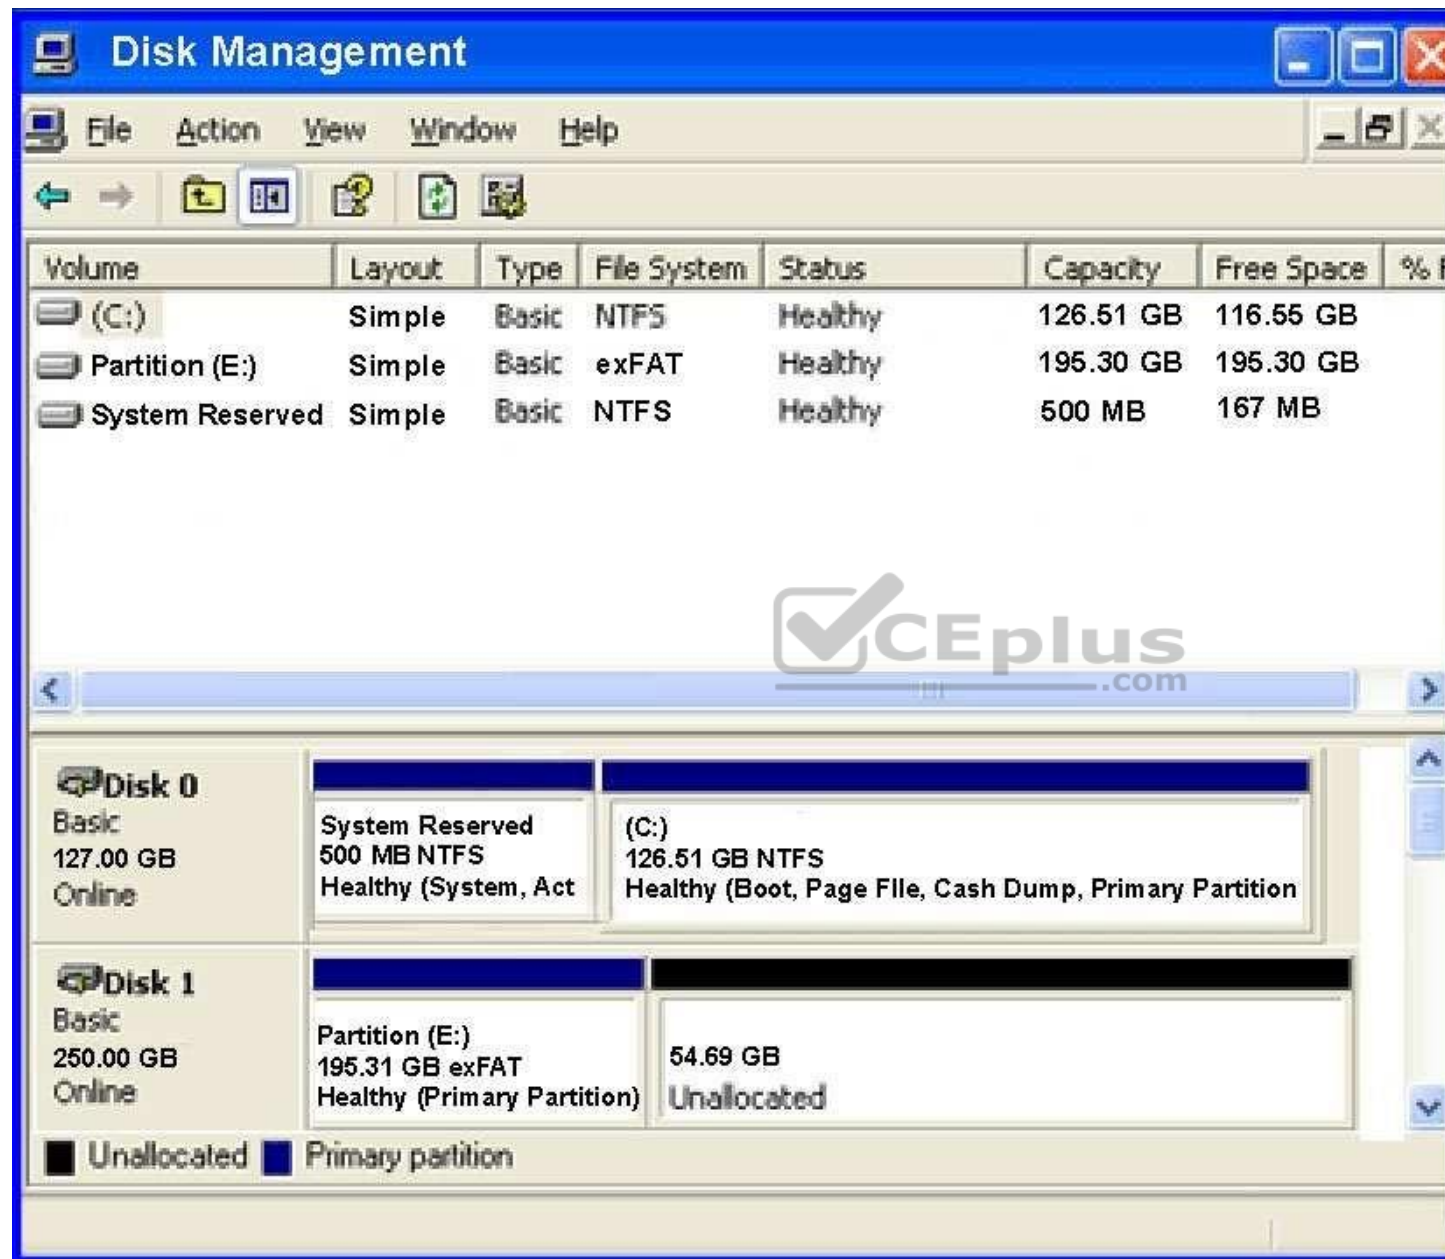 Disk Management
File Action View Window Help
Volume Layout Type File System Status Capacity Free Space %
(C:) Simple Basic NTFS Healthy 126.51 GB 116.55 GB
Partition (E:) Simple Basic exFAT Healthy 195.30 GB 195.30 GB
System Reserved Simple Basic NTFS Healthy 500 MB 167 MB
CEplus
.com
Disk 0
Basic
127.00 GB
Online
System Reserved
500 MB NTFS
Healthy (System, Act
(C:)
126.51 GB NTFS
Healthy (Boot, Page FIle, Cash Dump, Primary Partition
Disk 1
Basic
250.00 GB
Online
Partition (E:)
195.31 GB exFAT
Healthy (Primary Partition)
54.69 GB
Unallocated
Unallocated Primary partition